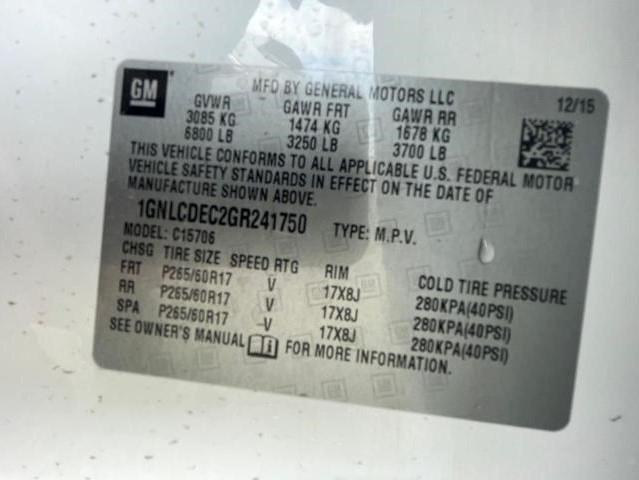 GM
MFD BY GENERAL MOTORS LLC 12/15
GVWR GAWR FRT GAWR RR
3085 KG 1474 KG 1678 KG
6800 LB 3250 LB 3700 LB
THIS VEHICLE CONFORMS TO ALL APPLICABLE U.S. FEDERAL MOTOR
VEHICLE SAFETY STANDARDS IN EFFECT ON THE DATE OF
MANUFACTURE SHOWN ABOVE.
1GNLCDEC2GR241750 TYPE: M.P.V.
MODEL: C15706
CHSG TIRE SIZE SPEED RTG RIM COLD TIRE PRESSURE
FRT P265/60R17 V 17X8J 280KPA(40PSI)
RR P265/60R17 V 17X8J 280KPA(40PSI)
SPA P265/60R17 V 17X8J 280KPA(40PSI)
SEE OWNER'S MANUAL FOR MORE INFORMATION.